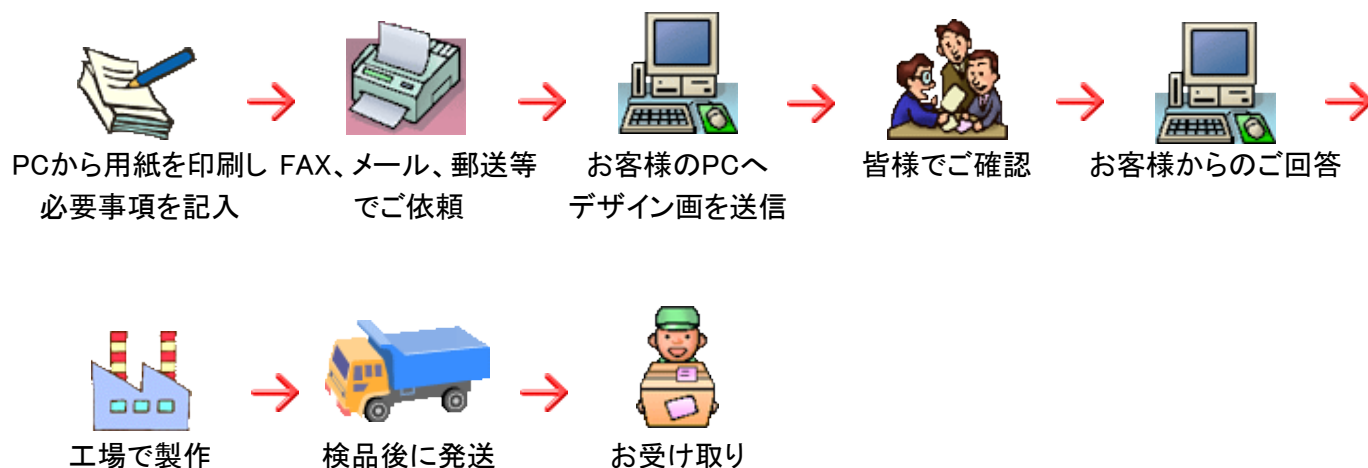 PCから用紙を印刷し
必要事項を記入
FAX、メール、郵送等
でご依頼
お客様のPCへ
デザイン画を送信
皆様でご確認
お客様からのご回答
工場で製作
検品後に発送
お受け取り